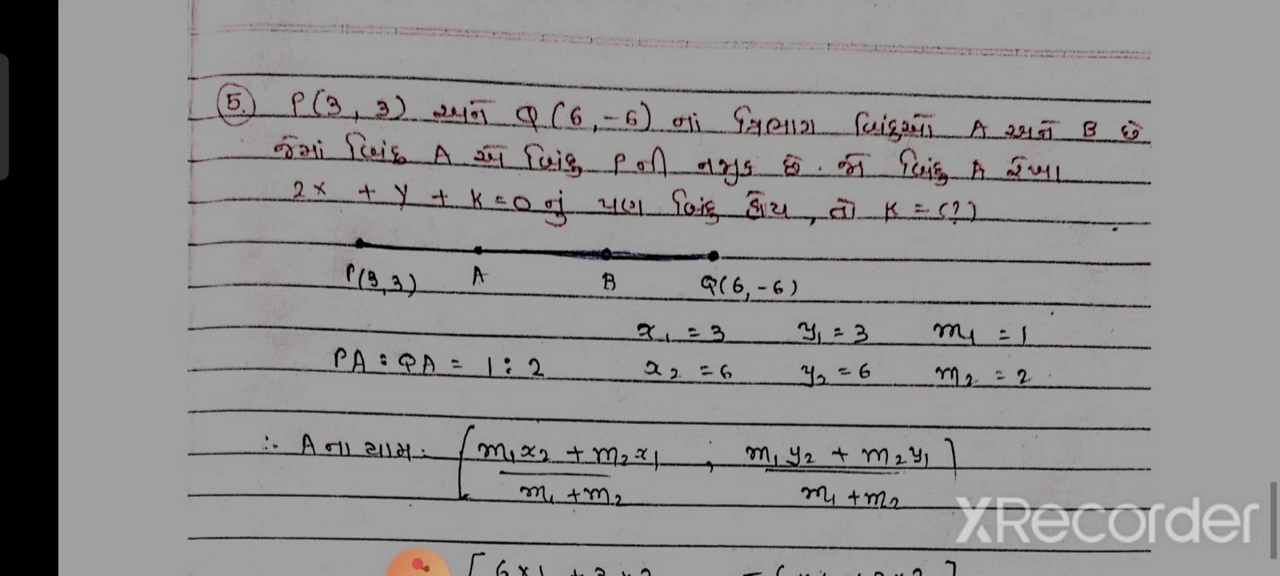 5. P(3, 3) અને Q(6, -6) નાં ત્રિભાગ બિંદુઓ A અને B છે
જેમાં બિંદુ A એ બિંદુ P ની નજીક છે. જો બિંદુ A રેખા
2x + y + K=0 નું પણ બિંદુ હોય, તો K = (?)
P(3,3) A B Q(6,-6)
x₁ = 3 y₁ = 3 m₁ = 1
PA : QA = 1 : 2 x₂ = 6 y₂ = 6 m₂ = 2
∴ A ના યામ. [ m₁x₂ + m₂x₁ , m₁y₂ + m₂y₁ ]
m₁ + m₂ m₁ + m₂
XRecorder